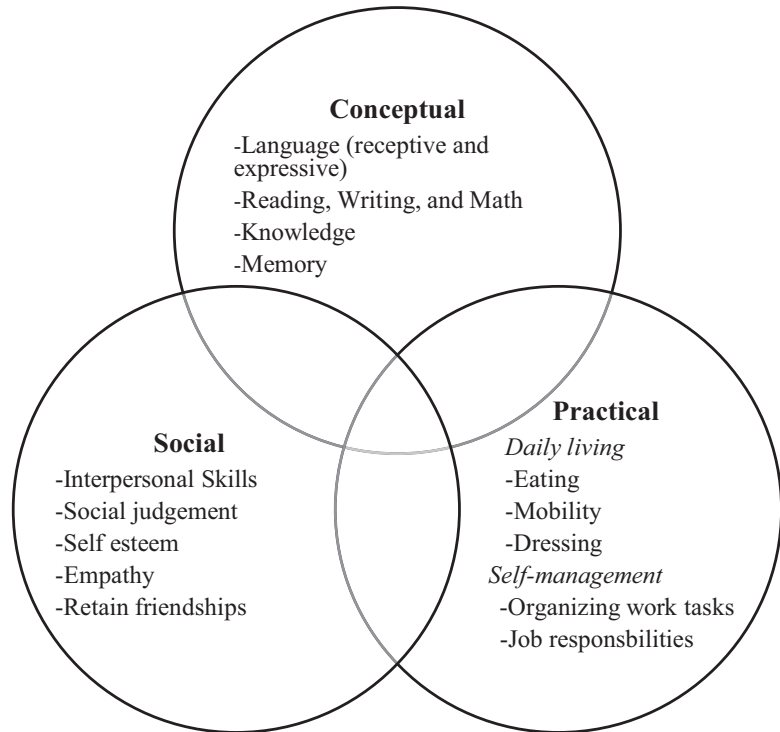 Conceptual
-Language (receptive and
expressive)
-Reading, Writing, and Math
-Knowledge
-Memory
Social
-Interpersonal Skills
-Social judgement
-Self esteem
-Empathy
-Retain friendships
Practical
Daily living
-Eating
-Mobility
-Dressing
Self-management
-Organizing work tasks
-Job responsbilities